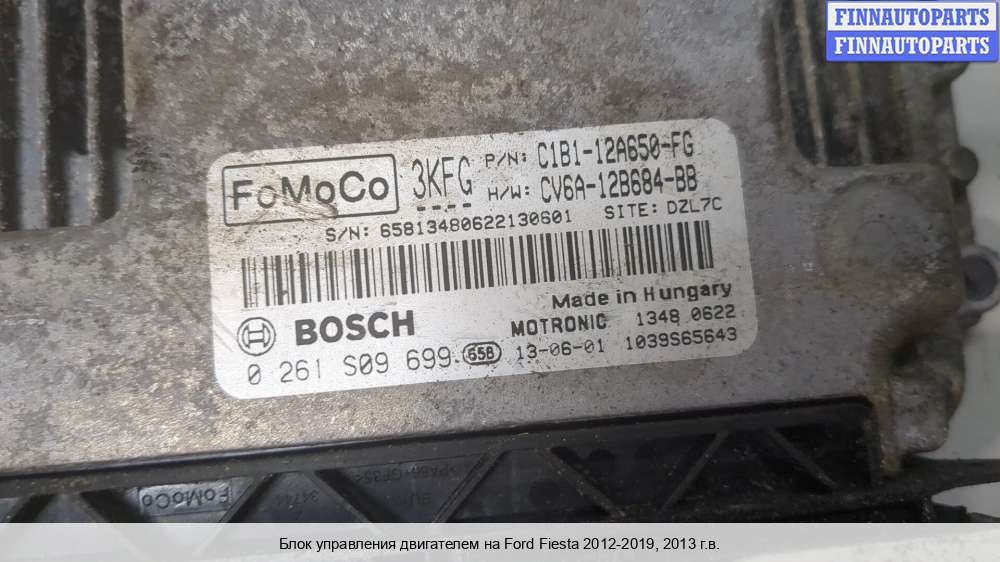 FINNAUTOPARTS
FINNAUTOPARTS
FoMoCo 3KFG P/N: C1B1-12A650-FG
H/W: CV6A-12B684-BB
S/N: 65813480622130601 SITE: DZL7C
Made in Hungary
BOSCH MOTRONIC 1348 0622
0 261 S09 699 658 13-06-01 1039S65643
FoMoCo
Блок управления двигателем на Ford Fiesta 2012-2019, 2013 г.в.